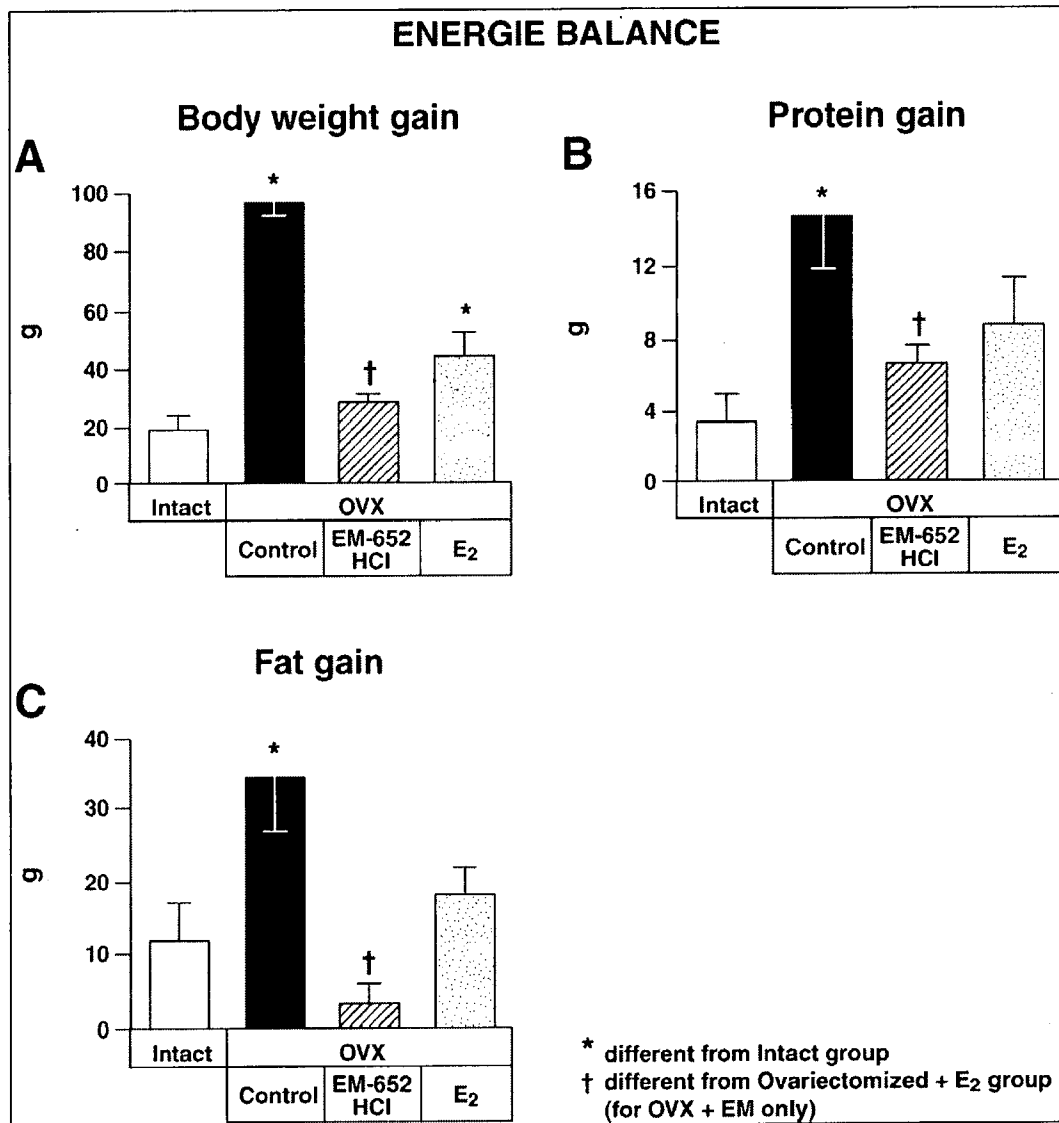 ENERGIE BALANCE
Body weight gain
A
*
100
80
60
40
20
0
g
*
†
Intact
OVX
Control
EM-652
HCl
E₂
Protein gain
B
*
16
12
8
4
0
g
†
Intact
OVX
Control
EM-652
HCl
E₂
Fat gain
C
*
40
30
20
10
0
g
†
Intact
OVX
Control
EM-652
HCl
E₂
* different from Intact group
† different from Ovariectomized + E₂ group
(for OVX + EM only)